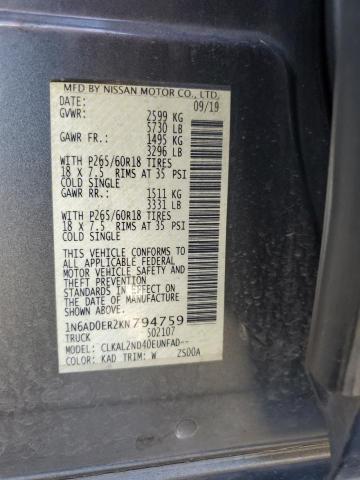 MFD BY NISSAN MOTOR CO., LTD.
DATE: 09/19
GVWR: 2599 KG
5730 LB
GAWR FR.: 1495 KG
3296 LB
WITH P265/60R18 TIRES
18 X 7.5 RIMS AT 35 PSI
COLD SINGLE
GAWR RR.: 1511 KG
3331 LB
WITH P265/60R18 TIRES
18 X 7.5 RIMS AT 35 PSI
COLD SINGLE
THIS VEHICLE CONFORMS TO
ALL APPLICABLE FEDERAL
MOTOR VEHICLE SAFETY AND
THEFT PREVENTION
STANDARDS IN EFFECT ON
THE DATE OF MANUFACTURE
SHOWN ABOVE.
1N6AD0ER2KN794759
TRUCK S02107
MODEL: CLKAL2ND40EUNFAD--
COLOR: KAD TRIM: W ZS00A